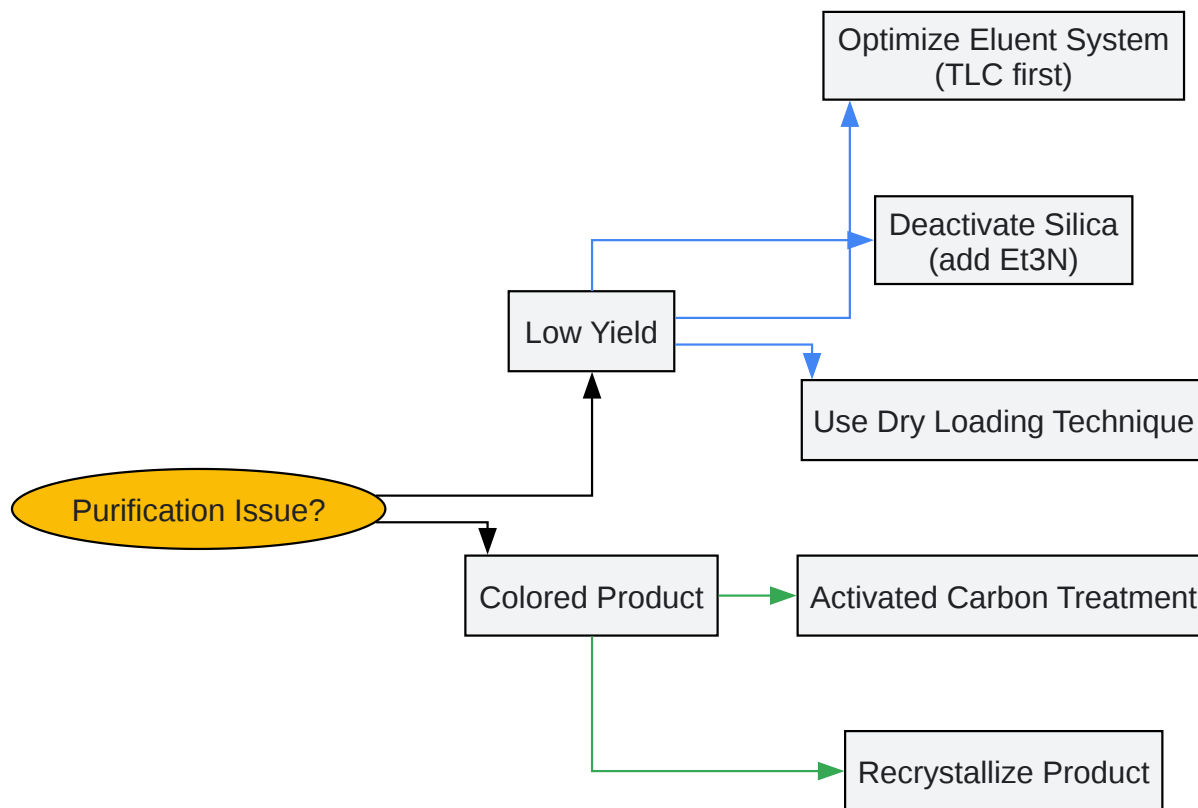 Optimize Eluent System
(TLC first)
Deactivate Silica
(add Et3N)
Low Yield
Use Dry Loading Technique
Purification Issue?
Colored Product
Activated Carbon Treatment
Recrystallize Product